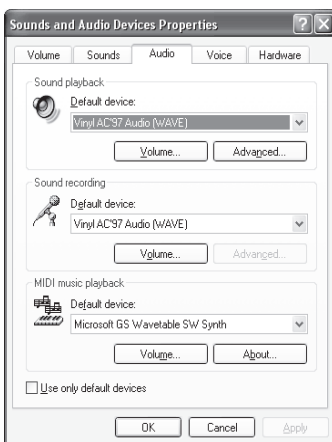 Sounds and Audio Devices Properties
Volume Sounds Audio Voice Hardware
Sound playback
Default device:
Vinyl AC'97 Audio (WAVE)
Volume... Advanced...
Sound recording
Default device:
Vinyl AC'97 Audio (WAVE)
Volume... Advanced...
MIDI music playback
Default device:
Microsoft GS Wavetable SW Synth
Volume... About...
Use only default devices
OK Cancel Apply